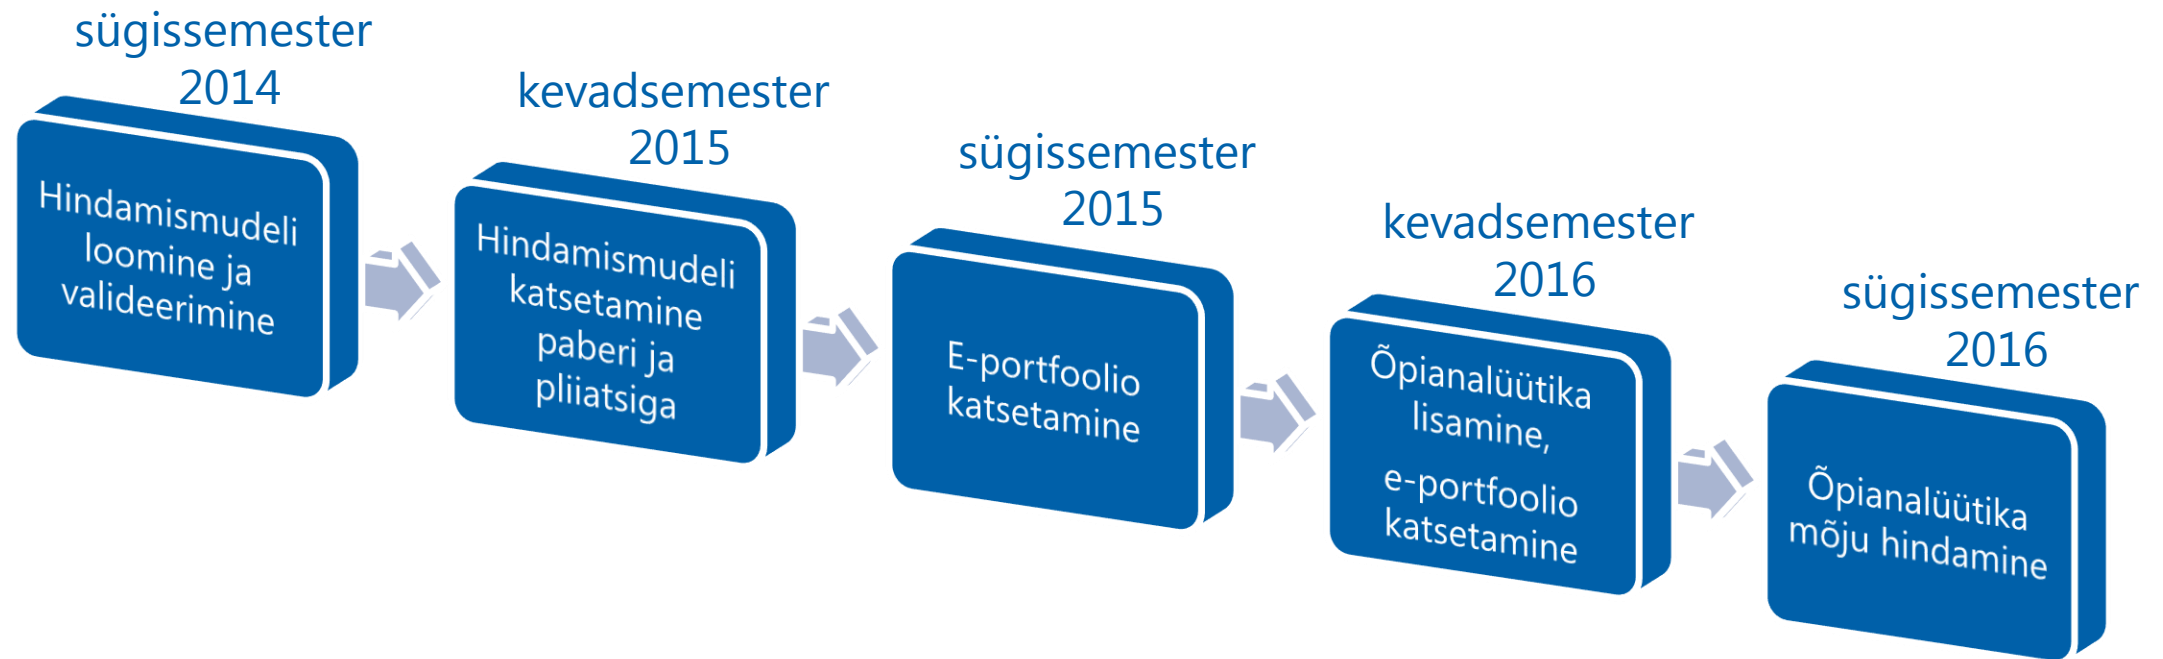 sügissemester
2014
Hindamismudeli
loomine ja
valideerimine
kevadsemester
2015
Hindamismudeli
katsetamine
paberi ja
pliiatsiga
sügissemester
2015
E-portfoolio
katsetamine
kevadsemester
2016
Õpianalüütika
lisamine,
e-portfoolio
katsetamine
sügissemester
2016
Õpianalüütika
mõju hindamine